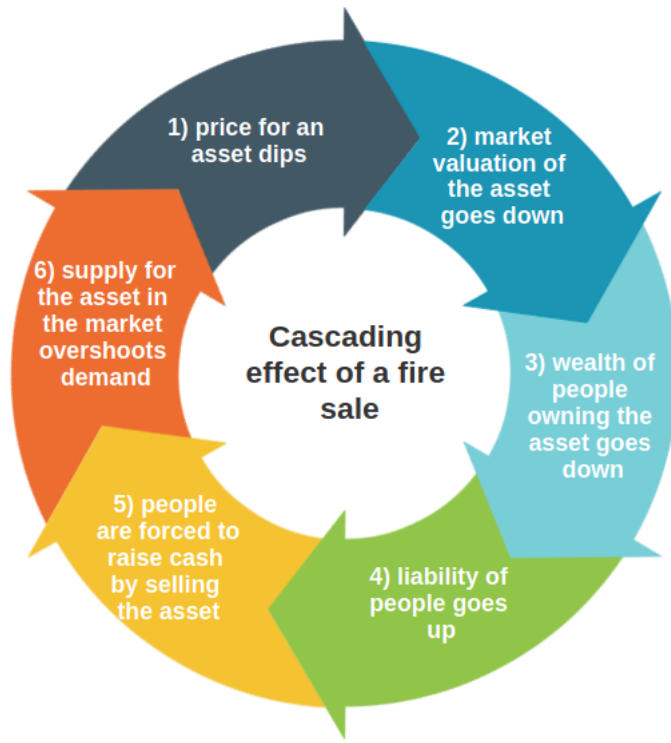 1) price for an
asset dips
2) market
valuation of
the asset
goes down
3) wealth of
people
owning the
asset goes
down
4) liability of
people goes
up
5) people
are forced to
raise cash
by selling
the asset
6) supply for
the asset in
the market
overshoots
demand
Cascading
effect of a fire
sale